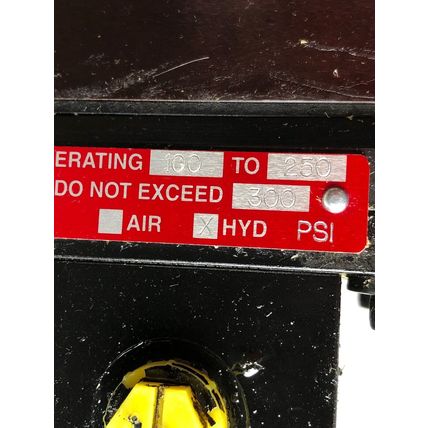 ERATING 100 TO 250
DO NOT EXCEED 300
AIR X HYD PSI